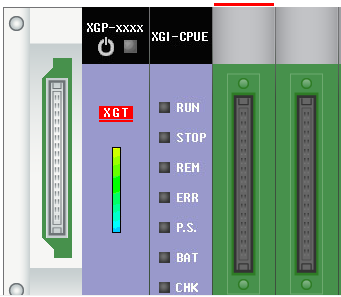 XGP-xxxx
XGI-CPUE
XGT
RUN
STOP
REM
ERR
P.S.
BAT
CHK